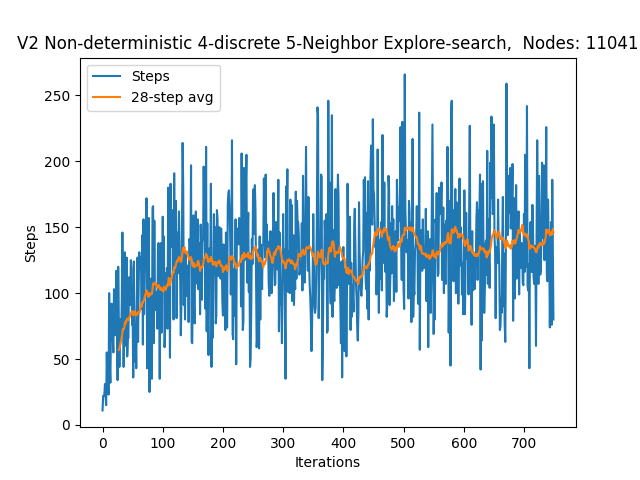 V2 Non-deterministic 4-discrete 5-Neighbor Explore-search,  Nodes: 11041
Steps
28-step avg
250
200
150
100
50
0
Steps
0 100 200 300 400 500 600 700
Iterations